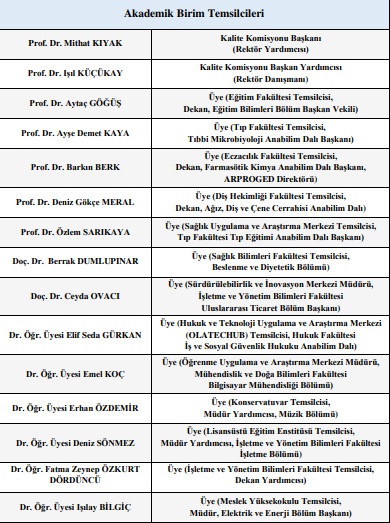 Akademik Birim Temsilcileri
Prof. Dr. Mithat KIYAK
Kalite Komisyonu Başkanı
(Rektör Yardımcısı)
Prof. Dr. Işıl KÜÇÜKAY
Kalite Komisyonu Başkan Yardımcısı
(Rektör Danışmanı)
Prof. Dr. Aytaç GÖĞÜŞ
Üye (Eğitim Fakültesi Temsilcisi,
Dekan, Eğitim Bilimleri Bölüm Başkan Vekili)
Prof. Dr. Ayşe Demet KAYA
Üye (Tıp Fakültesi Temsilcisi,
Tıbbi Mikrobiyoloji Anabilim Dalı Başkanı)
Prof. Dr. Barkın BERK
Üye (Eczacılık Fakültesi Temsilcisi,
Dekan, Farmasötik Kimya Anabilim Dalı Başkanı,
ARPROGED Direktörü)
Prof. Dr. Deniz Gökçe MERAL
Üye (Diş Hekimliği Fakültesi Temsilcisi,
Dekan, Ağız, Diş ve Çene Cerrahisi Anabilim Dalı)
Prof. Dr. Özlem SARIKAYA
Üye (Sağlık Uygulama ve Araştırma Merkezi Temsilcisi,
Tıp Fakültesi Tıp Eğitimi Anabilim Dalı Başkanı)
Doç. Dr. Berrak DUMLUPINAR
Üye (Sağlık Bilimleri Fakültesi Temsilcisi,
Beslenme ve Diyetetik Bölümü)
Doç. Dr. Ceyda OVACI
Üye (Sürdürülebilirlik ve İnovasyon Merkezi Müdürü,
İşletme ve Yönetim Bilimleri Fakültesi
Uluslararası Ticaret Bölüm Başkanı)
Dr. Öğr. Üyesi Elif Seda GÜRKAN
Üye (Hukuk ve Teknoloji Uygulama ve Araştırma Merkezi
(OLATECHUB) Temsilcisi, Hukuk Fakültesi
İş ve Sosyal Güvenlik Hukuku Anabilim Dalı)
Dr. Öğr. Üyesi Emel KOÇ
Üye (Öğrenme Uygulama ve Araştırma Merkezi Müdürü,
Mühendislik ve Doğa Bilimleri Fakültesi
Bilgisayar Mühendisliği Bölümü)
Dr. Öğr. Üyesi Erhan ÖZDEMİR
Üye (Konservatuvar Temsilcisi,
Müdür Yardımcısı, Müzik Bölümü)
Dr. Öğr. Üyesi Deniz SÖNMEZ
Üye (Lisansüstü Eğitim Enstitüsü Temsilcisi,
Müdür Yardımcısı, İşletme ve Yönetim Bilimleri Fakültesi
İşletme Bölümü)
Dr. Öğr. Fatma Zeynep ÖZKURT
DÖRDÜNCÜ
Üye (İşletme ve Yönetim Bilimleri Fakültesi Temsilcisi,
Dekan Yardımcısı)
Dr. Öğr. Üyesi Işılay BİLGİÇ
Üye (Meslek Yüksekokulu Temsilcisi,
Müdür, Elektrik ve Enerji Bölüm Başkanı)